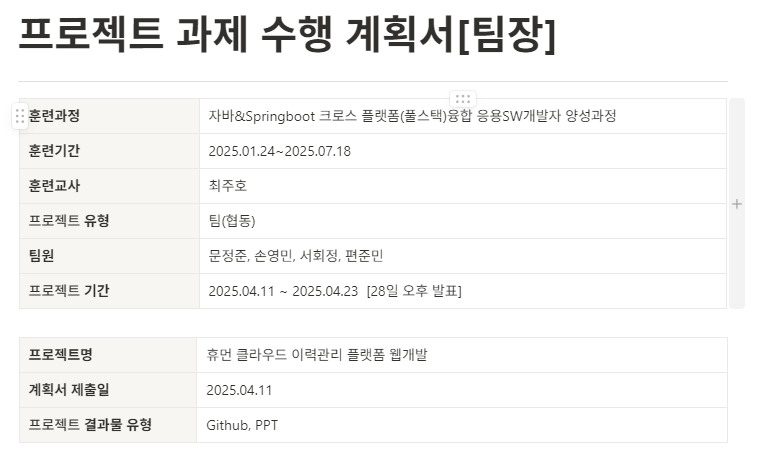 프로젝트 과제 수행 계획서[팀장]
훈련과정 자바&Springboot 크로스 플랫폼(풀스택)융합 응용SW개발자 양성과정
훈련기간 2025.01.24~2025.07.18
훈련교사 최주호
프로젝트 유형 팀(협동)
팀원 문정준, 손영민, 서회정, 편준민
프로젝트 기간 2025.04.11 ~ 2025.04.23 [28일 오후 발표]
프로젝트명 휴먼 클라우드 이력관리 플랫폼 웹개발
계획서 제출일 2025.04.11
프로젝트 결과물 유형 Github, PPT